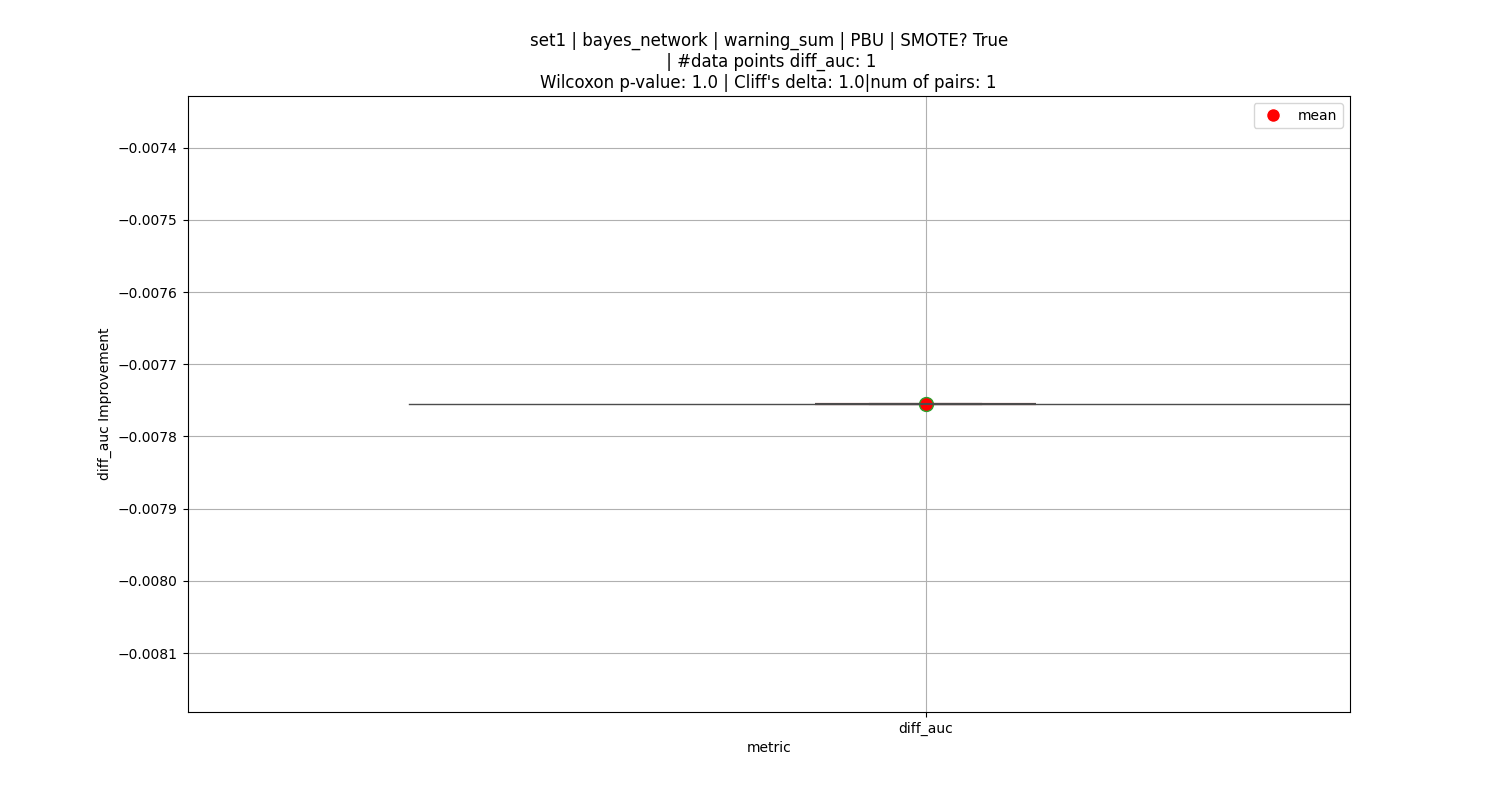 set1 | bayes_network | warning_sum | PBU | SMOTE? True
| #data points diff_auc: 1
Wilcoxon p-value: 1.0 | Cliff's delta: 1.0|num of pairs: 1
mean
−0.0074
−0.0075
−0.0076
−0.0077
−0.0078
−0.0079
−0.0080
−0.0081
diff_auc Improvement
diff_auc
metric